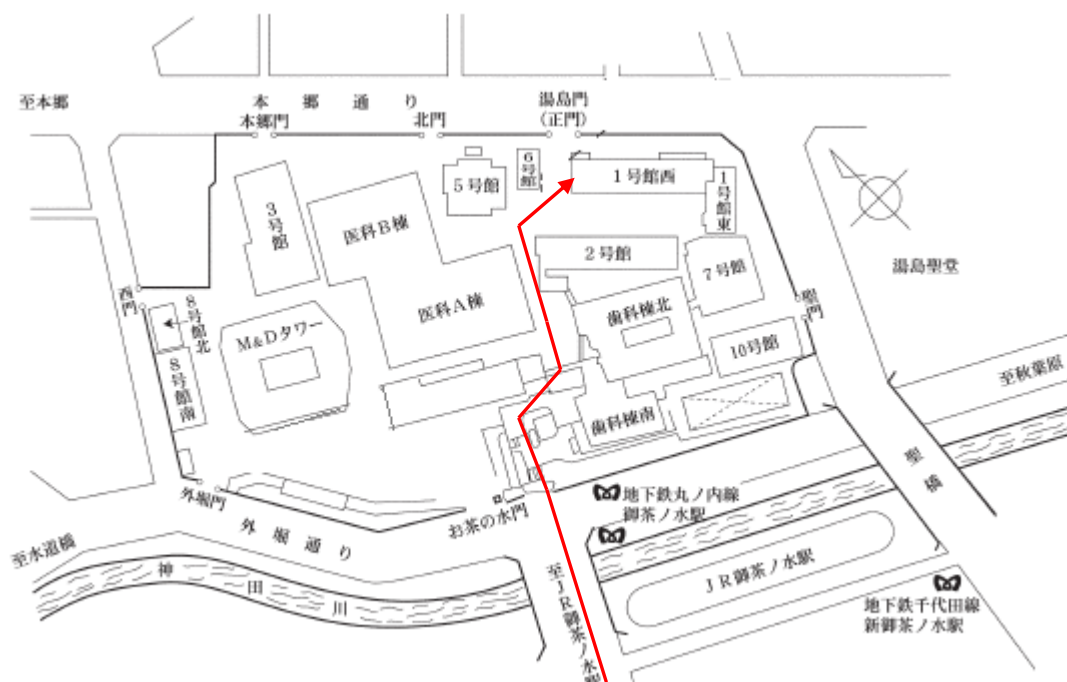 至本郷
本郷通り
本郷門
北門
湯島門
(正門)
6号館
5号館
1号館西
1号館東
3号館
医科B棟
2号館
7号館
湯島聖堂
西門
8号館北
M&Dタワー
医科A棟
歯科棟北
聖門
10号館
8号館南
歯科棟南
至秋葉原
聖橋
外堀門
お茶の水門
地下鉄丸ノ内線
御茶ノ水駅
外堀通り
至水道橋
神田川
至JR御茶ノ水駅
JR御茶ノ水駅
地下鉄千代田線
新御茶ノ水駅